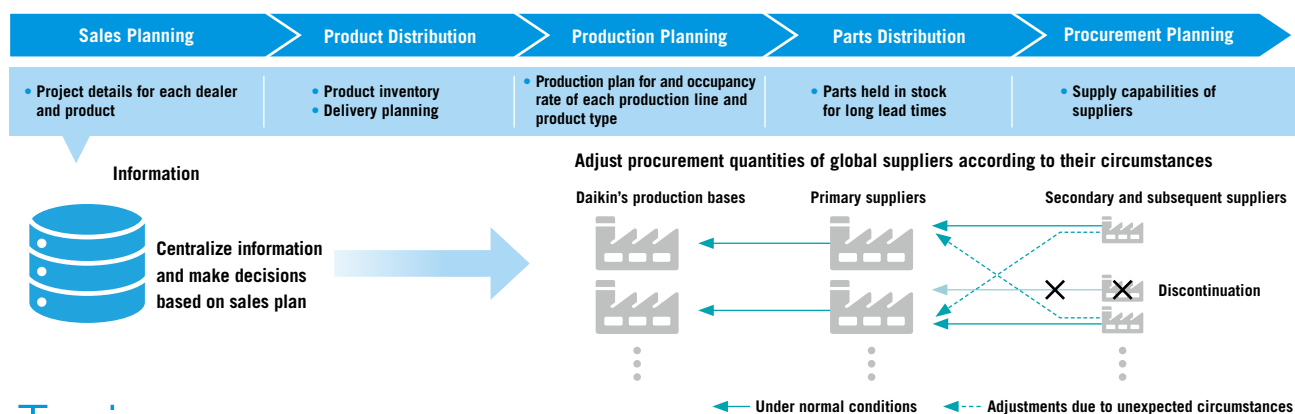 Sales Planning
Product Distribution
Production Planning
Parts Distribution
Procurement Planning
• Project details for each dealer
and product
• Product inventory
• Delivery planning
• Production plan for and occupancy
rate of each production line and
product type
• Parts held in stock
for long lead times
• Supply capabilities of
suppliers
Information
Centralize information
and make decisions
based on sales plan
Adjust procurement quantities of global suppliers according to their circumstances
Daikin's production bases
Primary suppliers
Secondary and subsequent suppliers
Discontinuation
Under normal conditions
Adjustments due to unexpected circumstances